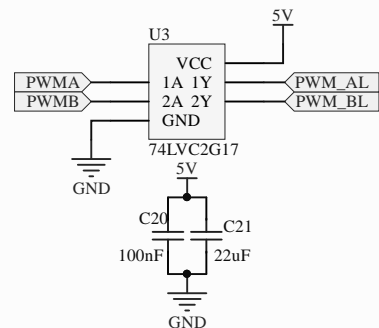 U3
5V
VCC
PWMA 1A 1Y PWM_AL
PWMB 2A 2Y PWM_BL
GND
74LVC2G17
GND
5V
C20 C21
100nF 22uF
GND